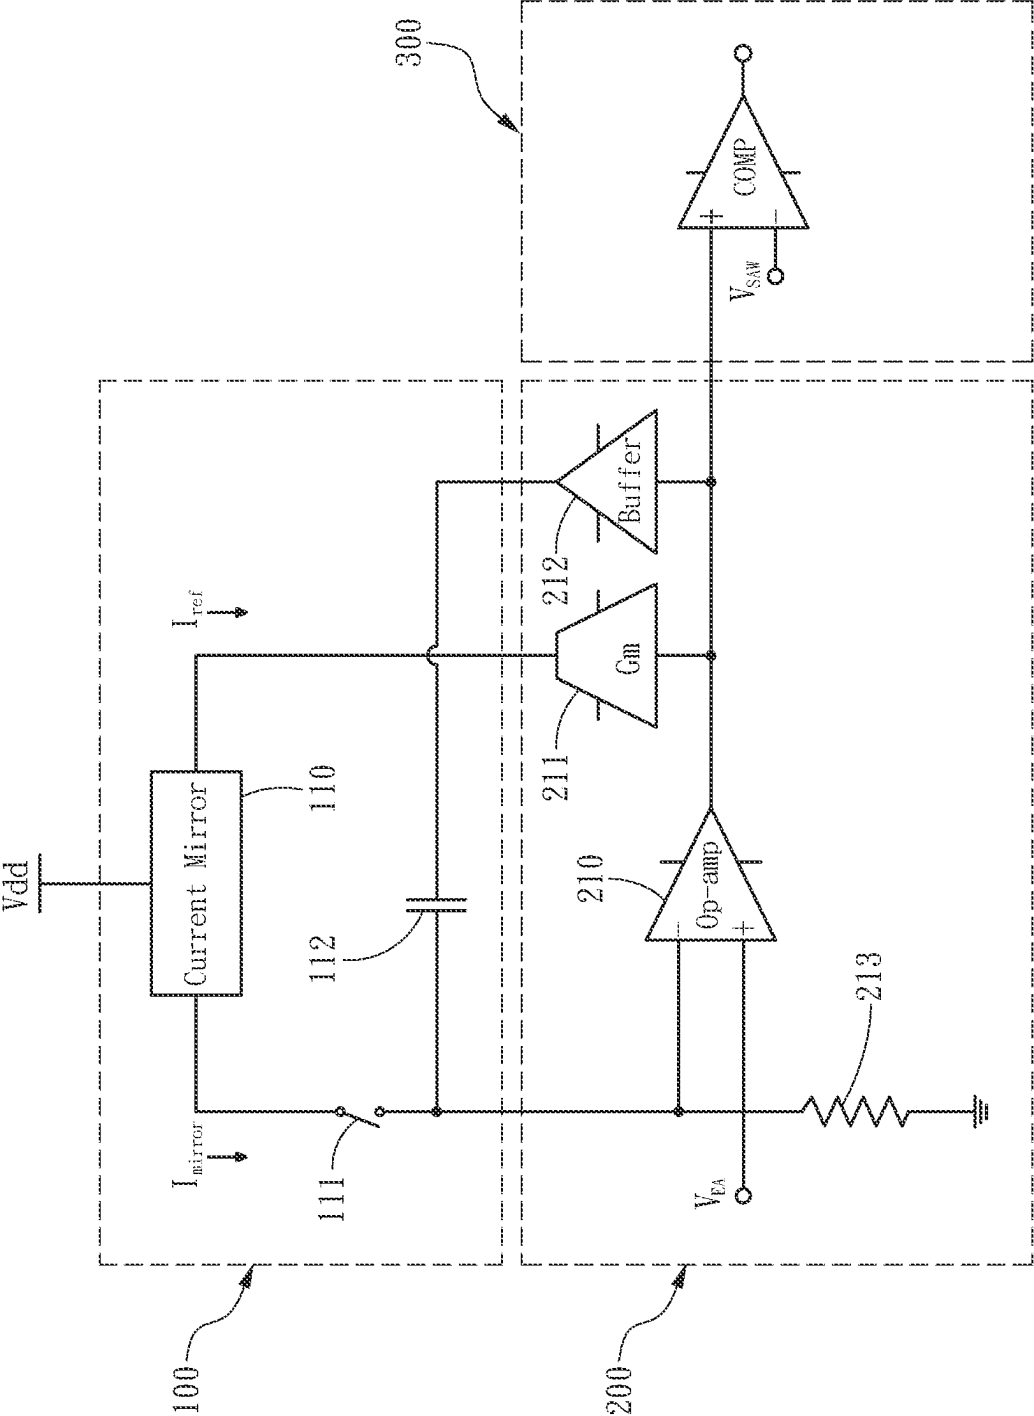 Vdd
Current Mirror
110
I_mirror
I_ref
111
112
100
Buffer
212
Gm
211
Op-amp
-
+
210
V_EA
213
200
COMP
+
-
V_SAW
300